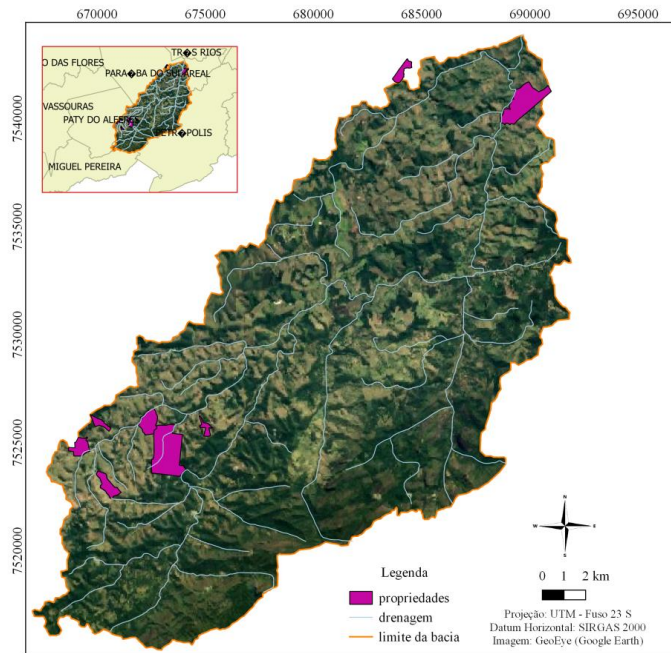 670000 675000 680000 685000 690000 695000
7540000
7535000
7530000
7525000
7520000
TR�S RIOS
O DAS FLORES
PARA�BA DO SUL AREAL
VASSOURAS
PATY DO ALFERES
PETR�POLIS
MIGUEL PEREIRA
N
W E
S
Legenda
propriedades
drenagem
limite da bacia
0 1 2 km
Projeção: UTM - Fuso 23 S
Datum Horizontal: SIRGAS 2000
Imagem: GeoEye (Google Earth)